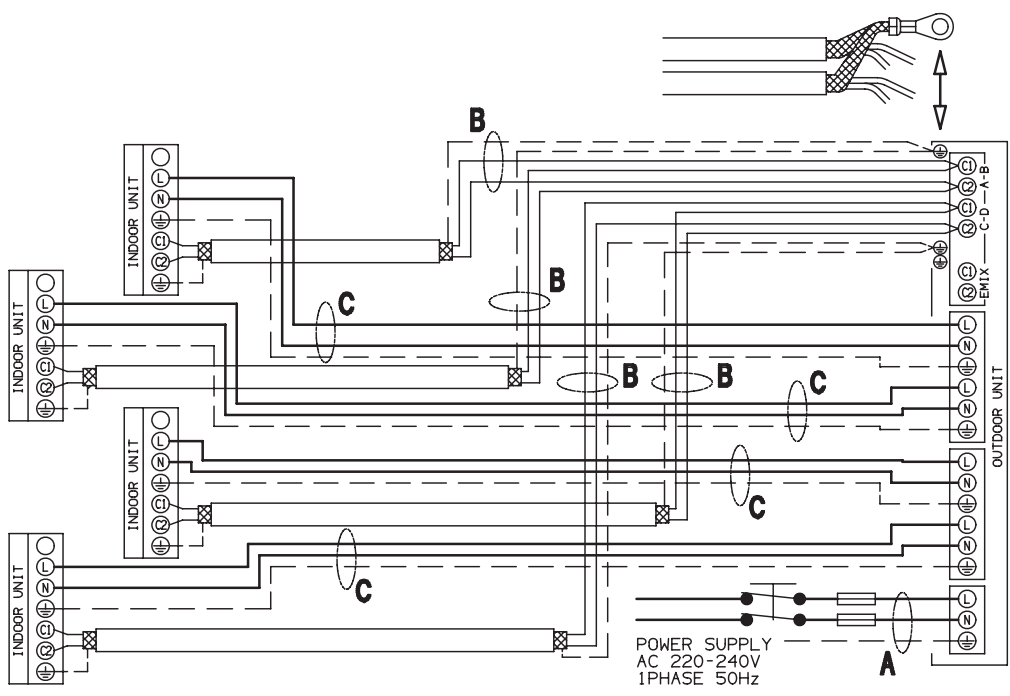 B
C1
A-B
C2
C1
C-D
C2
C1
EMIX
C2
INDOOR UNIT
L
N
C1
C2
B
C
INDOOR UNIT
L
N
C1
C2
L
N
B
B
C
L
N
OUTDOOR UNIT
INDOOR UNIT
L
N
C1
C2
C
L
N
L
N
INDOOR UNIT
L
N
C1
C2
C
L
N
POWER SUPPLY
AC 220-240V
1PHASE 50Hz
A